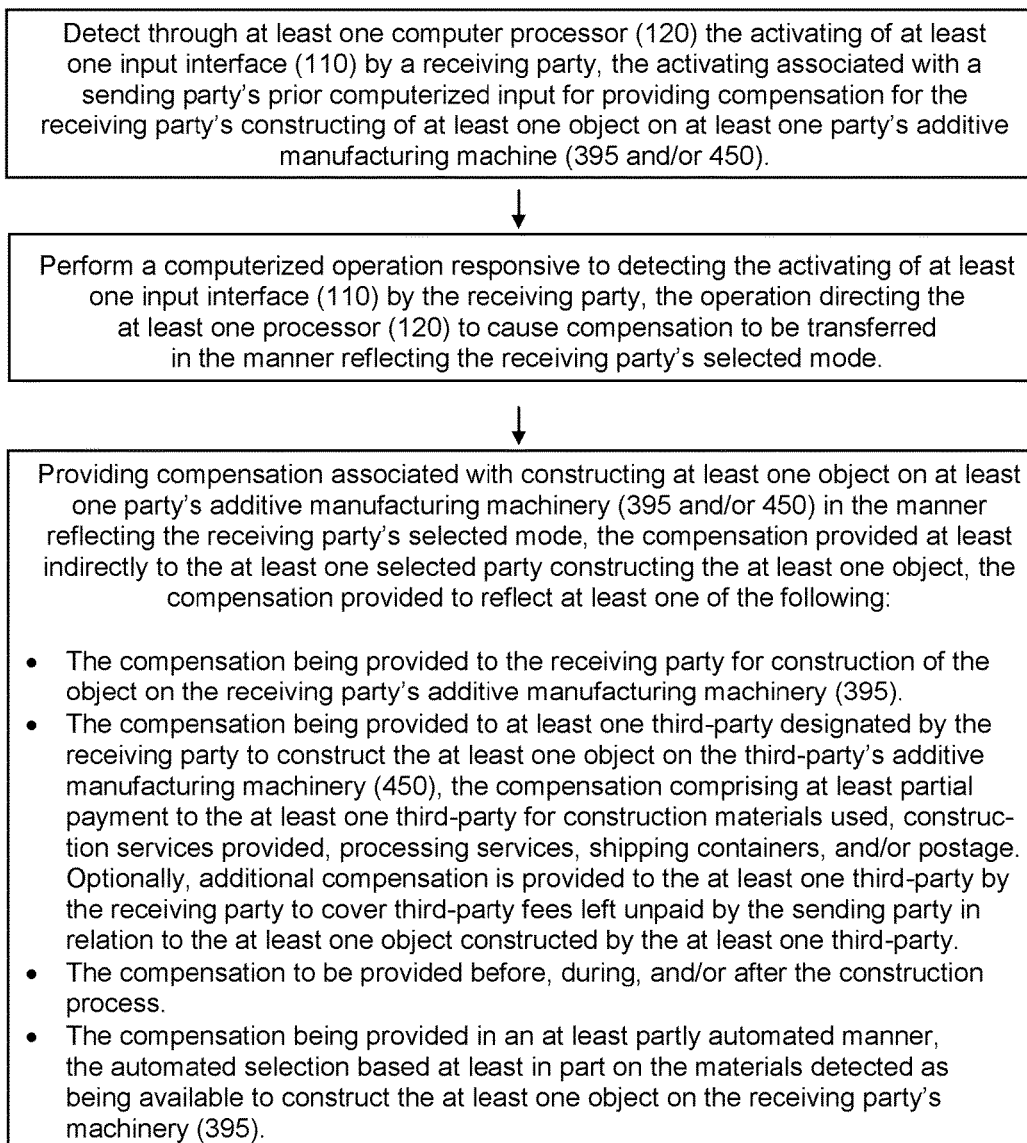 Detect through at least one computer processor (120) the activating of at least
one input interface (110) by a receiving party, the activating associated with a
sending party's prior computerized input for providing compensation for the
receiving party's constructing of at least one object on at least one party's additive
manufacturing machine (395 and/or 450).
Perform a computerized operation responsive to detecting the activating of at least
one input interface (110) by the receiving party, the operation directing the
at least one processor (120) to cause compensation to be transferred
in the manner reflecting the receiving party's selected mode.
Providing compensation associated with constructing at least one object on at least
one party's additive manufacturing machinery (395 and/or 450) in the manner
reflecting the receiving party's selected mode, the compensation provided at least
indirectly to the at least one selected party constructing the at least one object, the
compensation provided to reflect at least one of the following:
• The compensation being provided to the receiving party for construction of the
object on the receiving party's additive manufacturing machinery (395).
• The compensation being provided to at least one third-party designated by the
receiving party to construct the at least one object on the third-party's additive
manufacturing machinery (450), the compensation comprising at least partial
payment to the at least one third-party for construction materials used, construc-
tion services provided, processing services, shipping containers, and/or postage.
Optionally, additional compensation is provided to the at least one third-party by
the receiving party to cover third-party fees left unpaid by the sending party in
relation to the at least one object constructed by the at least one third-party.
• The compensation to be provided before, during, and/or after the construction
process.
• The compensation being provided in an at least partly automated manner,
the automated selection based at least in part on the materials detected as
being available to construct the at least one object on the receiving party's
machinery (395).